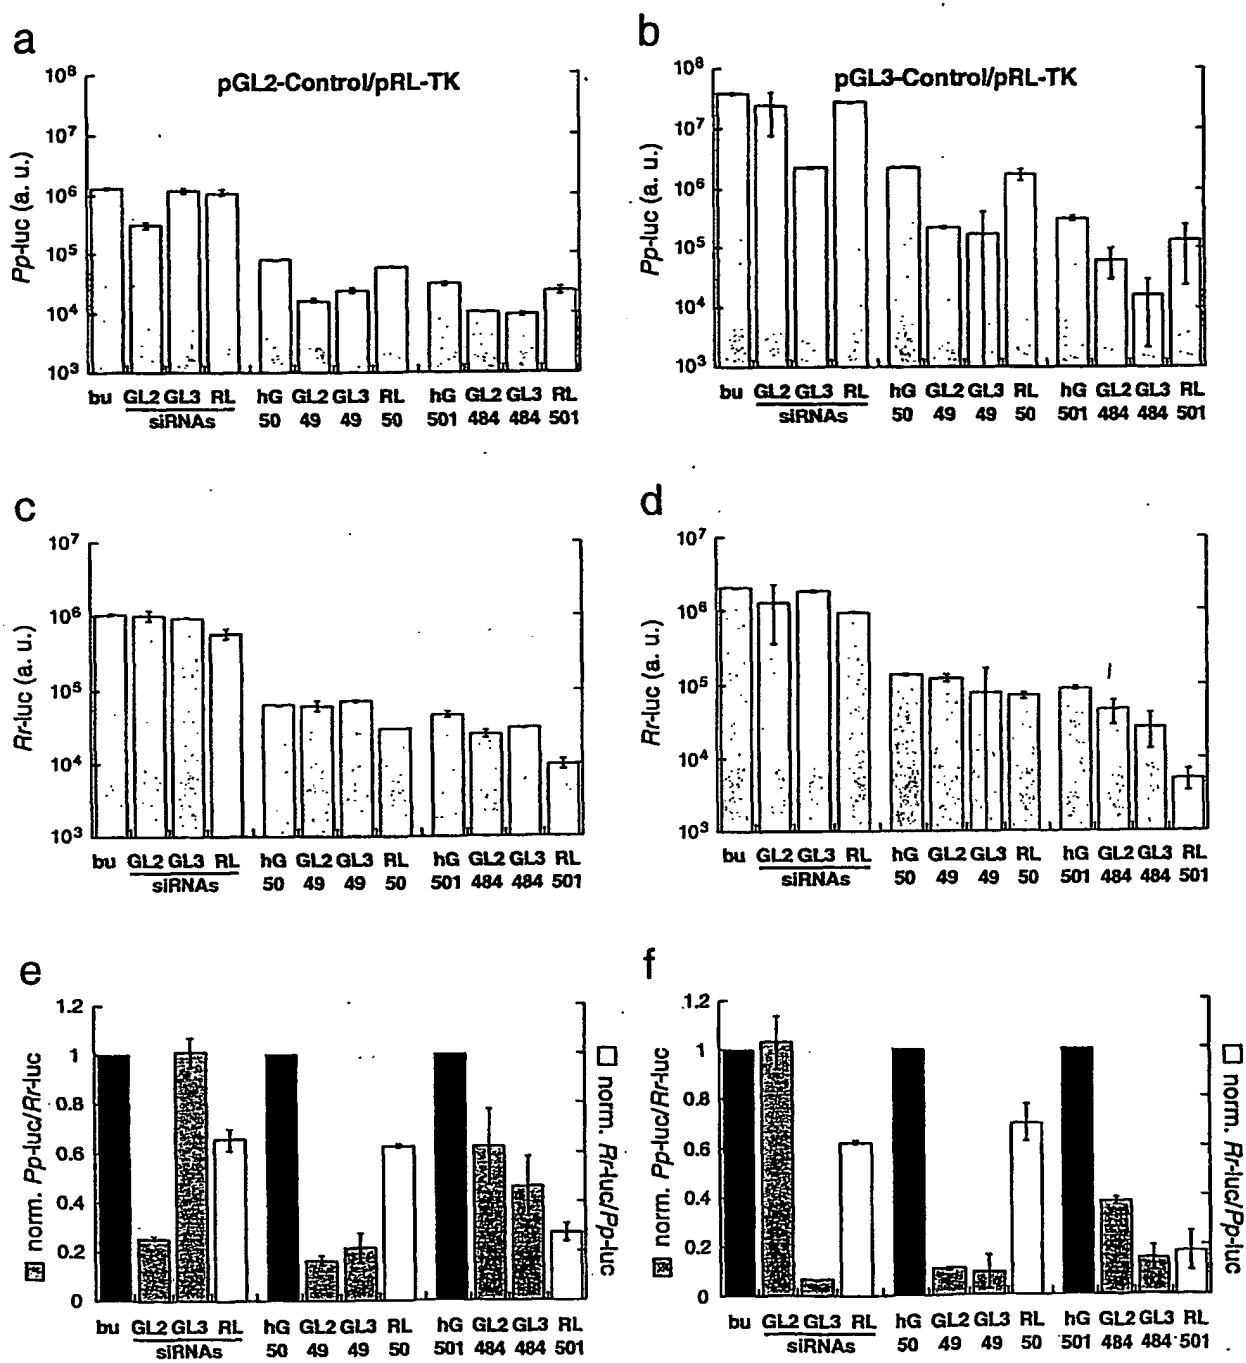 a
pGL2-Control/pRL-TK
Pp-luc (a. u.)
10⁸
10⁷
10⁶
10⁵
10⁴
10³
bu GL2 GL3 RL hG GL2 GL3 RL hG GL2 GL3 RL
siRNAs 50 49 49 50 501 484 484 501
b
pGL3-Control/pRL-TK
Pp-luc (a. u.)
10⁸
10⁷
10⁶
10⁵
10⁴
10³
bu GL2 GL3 RL hG GL2 GL3 RL hG GL2 GL3 RL
siRNAs 50 49 49 50 501 484 484 501
c
Rr-luc (a. u.)
10⁷
10⁶
10⁵
10⁴
10³
bu GL2 GL3 RL hG GL2 GL3 RL hG GL2 GL3 RL
siRNAs 50 49 49 50 501 484 484 501
d
Rr-luc (a. u.)
10⁷
10⁶
10⁵
10⁴
10³
bu GL2 GL3 RL hG GL2 GL3 RL hG GL2 GL3 RL
siRNAs 50 49 49 50 501 484 484 501
e
norm. Pp-luc/Rr-luc
1.2
1
0.8
0.6
0.4
0.2
0
norm. Rr-luc/Pp-luc
bu GL2 GL3 RL hG GL2 GL3 RL hG GL2 GL3 RL
siRNAs 50 49 49 50 501 484 484 501
f
norm. Pp-luc/Rr-luc
1.2
1
0.8
0.6
0.4
0.2
0
norm. Rr-luc/Pp-luc
bu GL2 GL3 RL hG GL2 GL3 RL hG GL2 GL3 RL
siRNAs 50 49 49 50 501 484 484 501